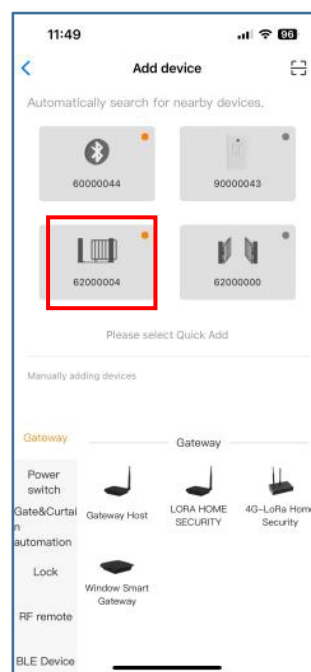 11:49
96
Add device
Automatically search for nearby devices.
60000044
90000043
62000004
62000000
Please select Quick Add
Manually adding devices
Gateway
Gateway
Power
switch
Gate&Curtai
n
automation
Lock
RF remote
BLE Device
Gateway Host
LORA HOME
SECURITY
4G-LoRa Home
Security
Window Smart
Gateway